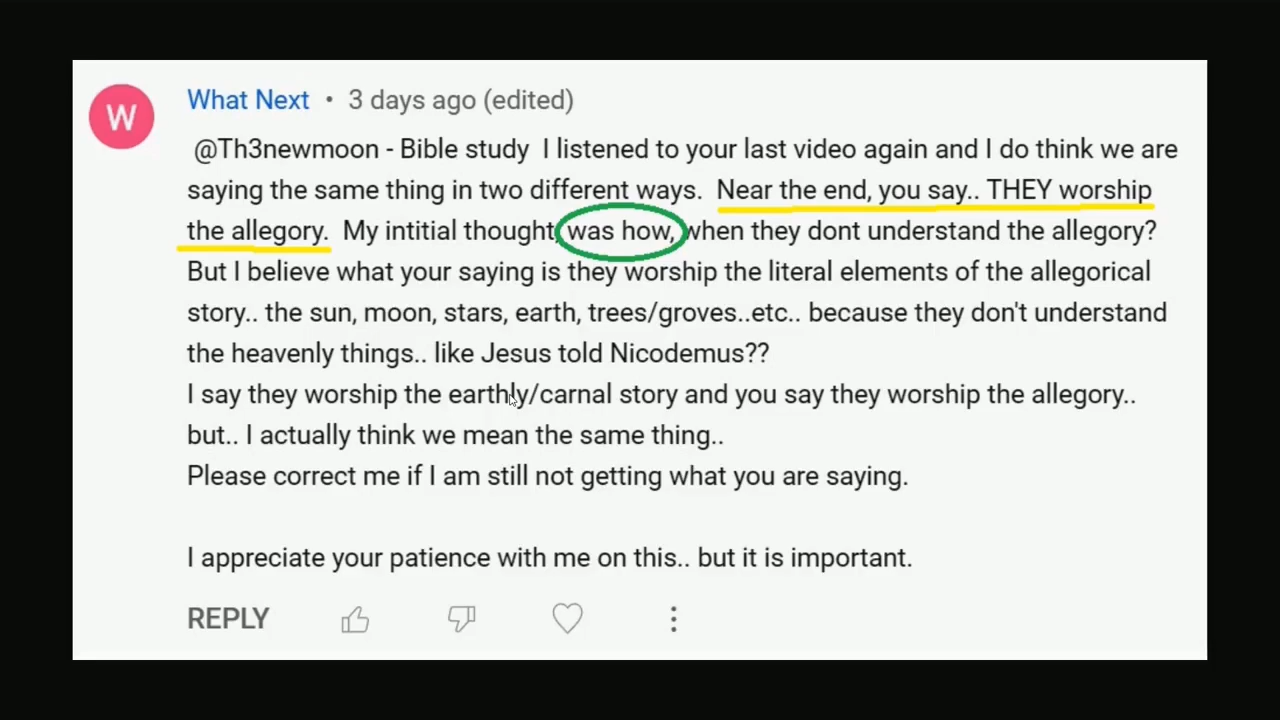 W
What Next • 3 days ago (edited)
@Th3newmoon - Bible study I listened to your last video again and I do think we are
saying the same thing in two different ways. Near the end, you say.. THEY worship
the allegory. My intitial thought, was how, when they dont understand the allegory?
But I believe what your saying is they worship the literal elements of the allegorical
story.. the sun, moon, stars, earth, trees/groves..etc.. because they don't understand
the heavenly things.. like Jesus told Nicodemus??
I say they worship the earthly/carnal story and you say they worship the allegory..
but.. I actually think we mean the same thing..
Please correct me if I am still not getting what you are saying.
I appreciate your patience with me on this.. but it is important.
REPLY